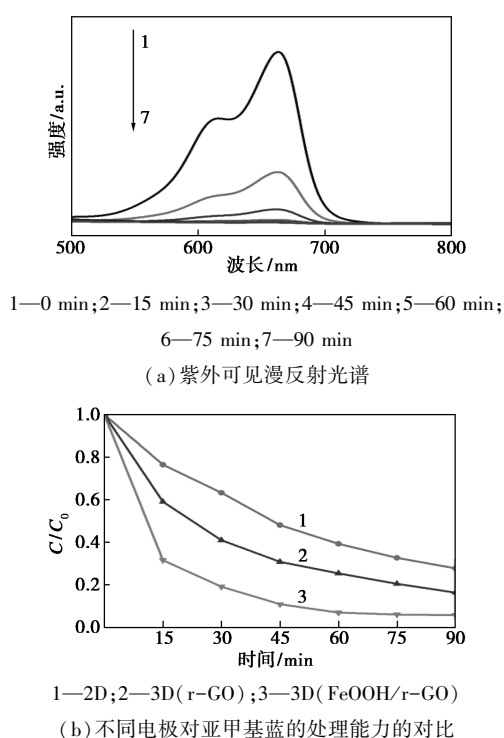 1
7
强度/a.u.
500 600 700 800
波长/nm
1—0 min;2—15 min;3—30 min;4—45 min;5—60 min;
6—75 min;7—90 min
(a)紫外可见漫反射光谱
1.0
0.8
0.6
0.4
0.2
0.0
C/C₀
1
2
3
15 30 45 60 75 90
时间/min
1—2D;2—3D(r-GO);3—3D(FeOOH/r-GO)
(b)不同电极对亚甲基蓝的处理能力的对比